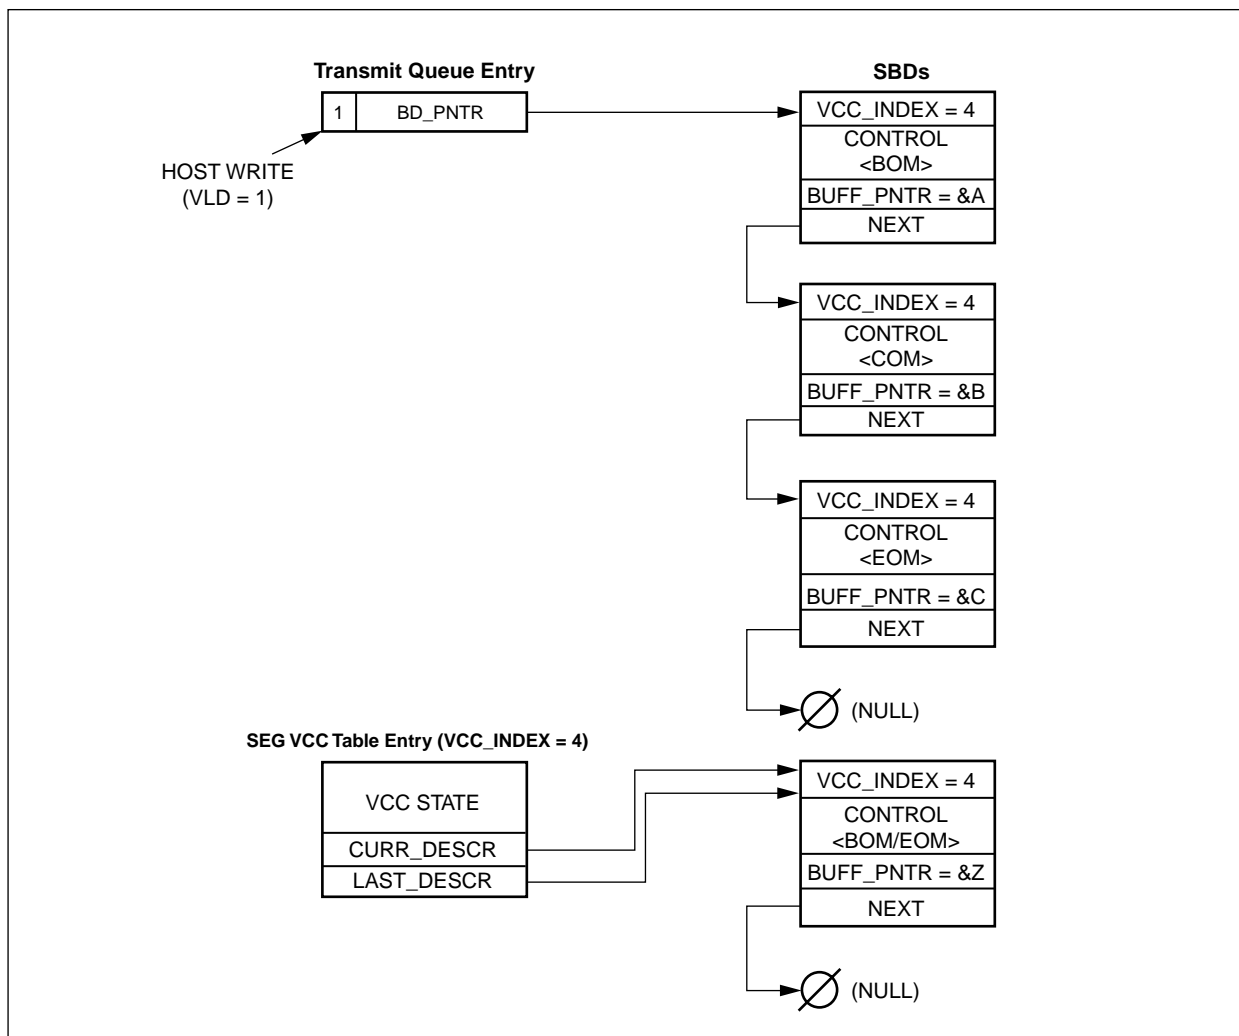 Transmit Queue Entry
SBDs
1 BD_PNTR
HOST WRITE
(VLD = 1)
VCC_INDEX = 4
CONTROL
<BOM>
BUFF_PNTR = &A
NEXT
VCC_INDEX = 4
CONTROL
<COM>
BUFF_PNTR = &B
NEXT
VCC_INDEX = 4
CONTROL
<EOM>
BUFF_PNTR = &C
NEXT
(NULL)
SEG VCC Table Entry (VCC_INDEX = 4)
VCC STATE
CURR_DESCR
LAST_DESCR
VCC_INDEX = 4
CONTROL
<BOM/EOM>
BUFF_PNTR = &Z
NEXT
(NULL)